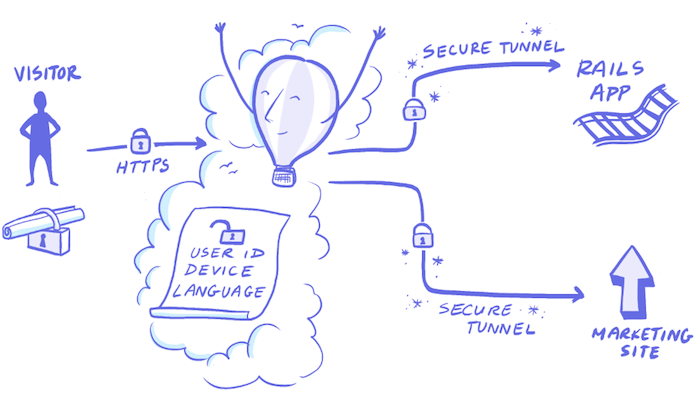 VISITOR
HTTPS
SECURE TUNNEL
RAILS
APP
USER ID
DEVICE
LANGUAGE
SECURE
TUNNEL
MARKETING
SITE